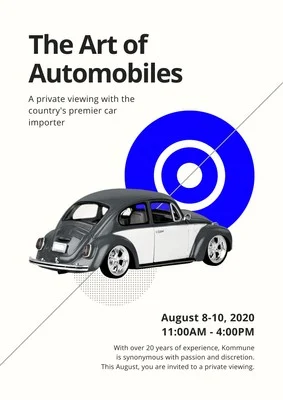 The Art of
Automobiles
A private viewing with the
country's premier car
importer
August 8-10, 2020
11:00AM - 4:00PM
With over 20 years of experience, Kommune
is synonymous with passion and discretion.
This August, you are invited to a private viewing.